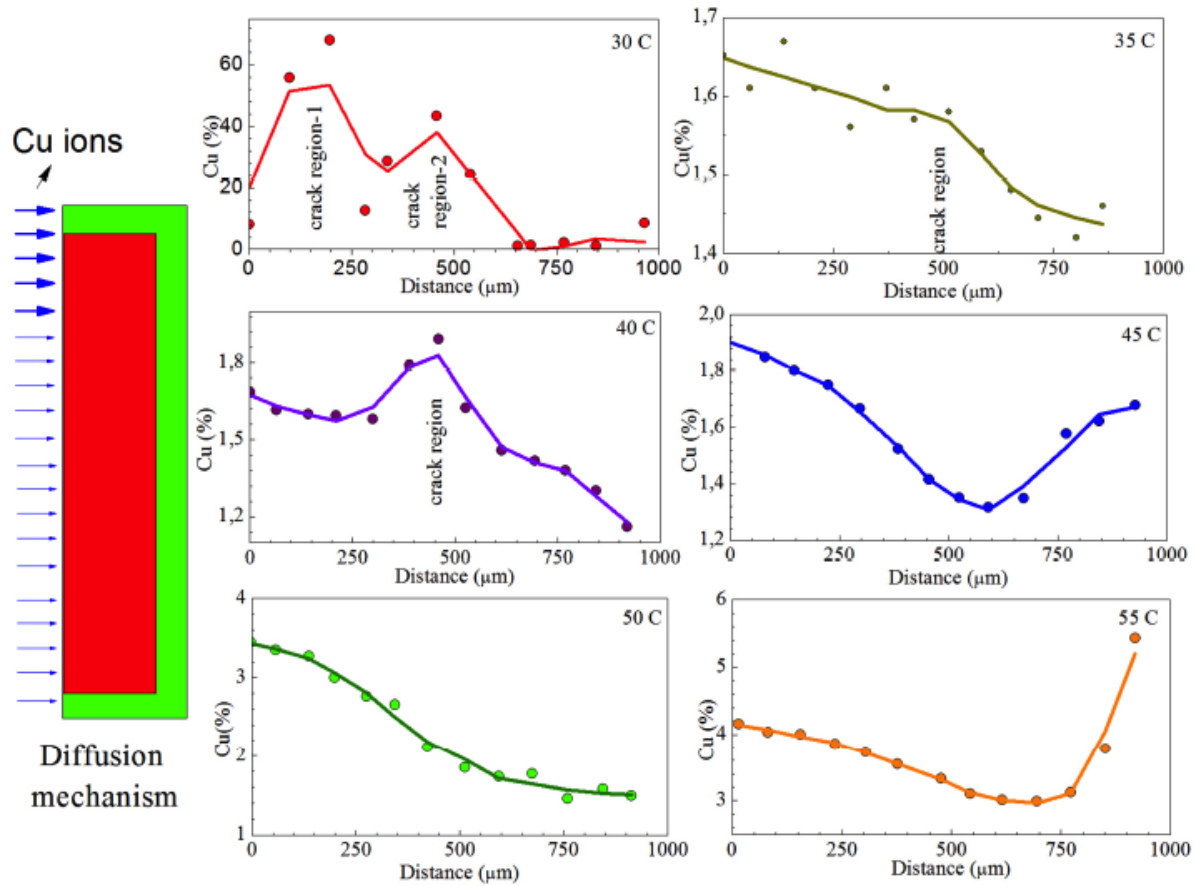 Cu ions
Diffusion
mechanism
30 C
Cu (%)
60
40
20
0
crack region-1
crack
region-2
0
250
500
750
1000
Distance (μm)
35 C
Cu(%)
1,7
1,6
1,5
1,4
crack region
0
250
500
750
1000
Distance (μm)
40 C
Cu (%)
1,8
1,5
1,2
crack region
0
250
500
750
1000
Distance (μm)
45 C
Cu (%)
2,0
1,8
1,6
1,4
1,2
0
250
500
750
1000
Distance (μm)
50 C
Cu(%)
4
3
2
1
0
250
500
750
1000
Distance (μm)
55 C
Cu (%)
6
5
4
3
0
250
500
750
1000
Distance (μm)